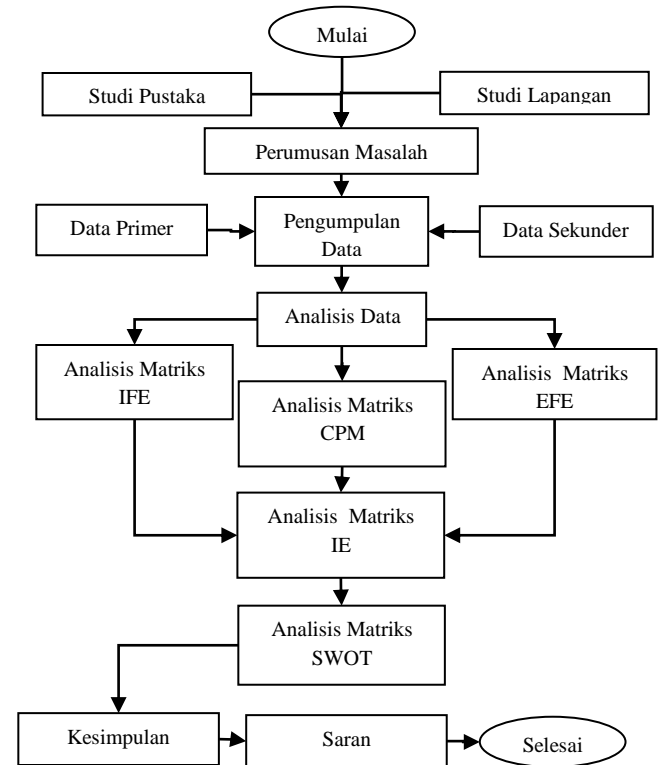 Mulai
Studi Pustaka
Studi Lapangan
Perumusan Masalah
Data Primer
Pengumpulan
Data
Data Sekunder
Analisis Data
Analisis Matriks
IFE
Analisis Matriks
CPM
Analisis Matriks
EFE
Analisis Matriks
IE
Analisis Matriks
SWOT
Kesimpulan
Saran
Selesai